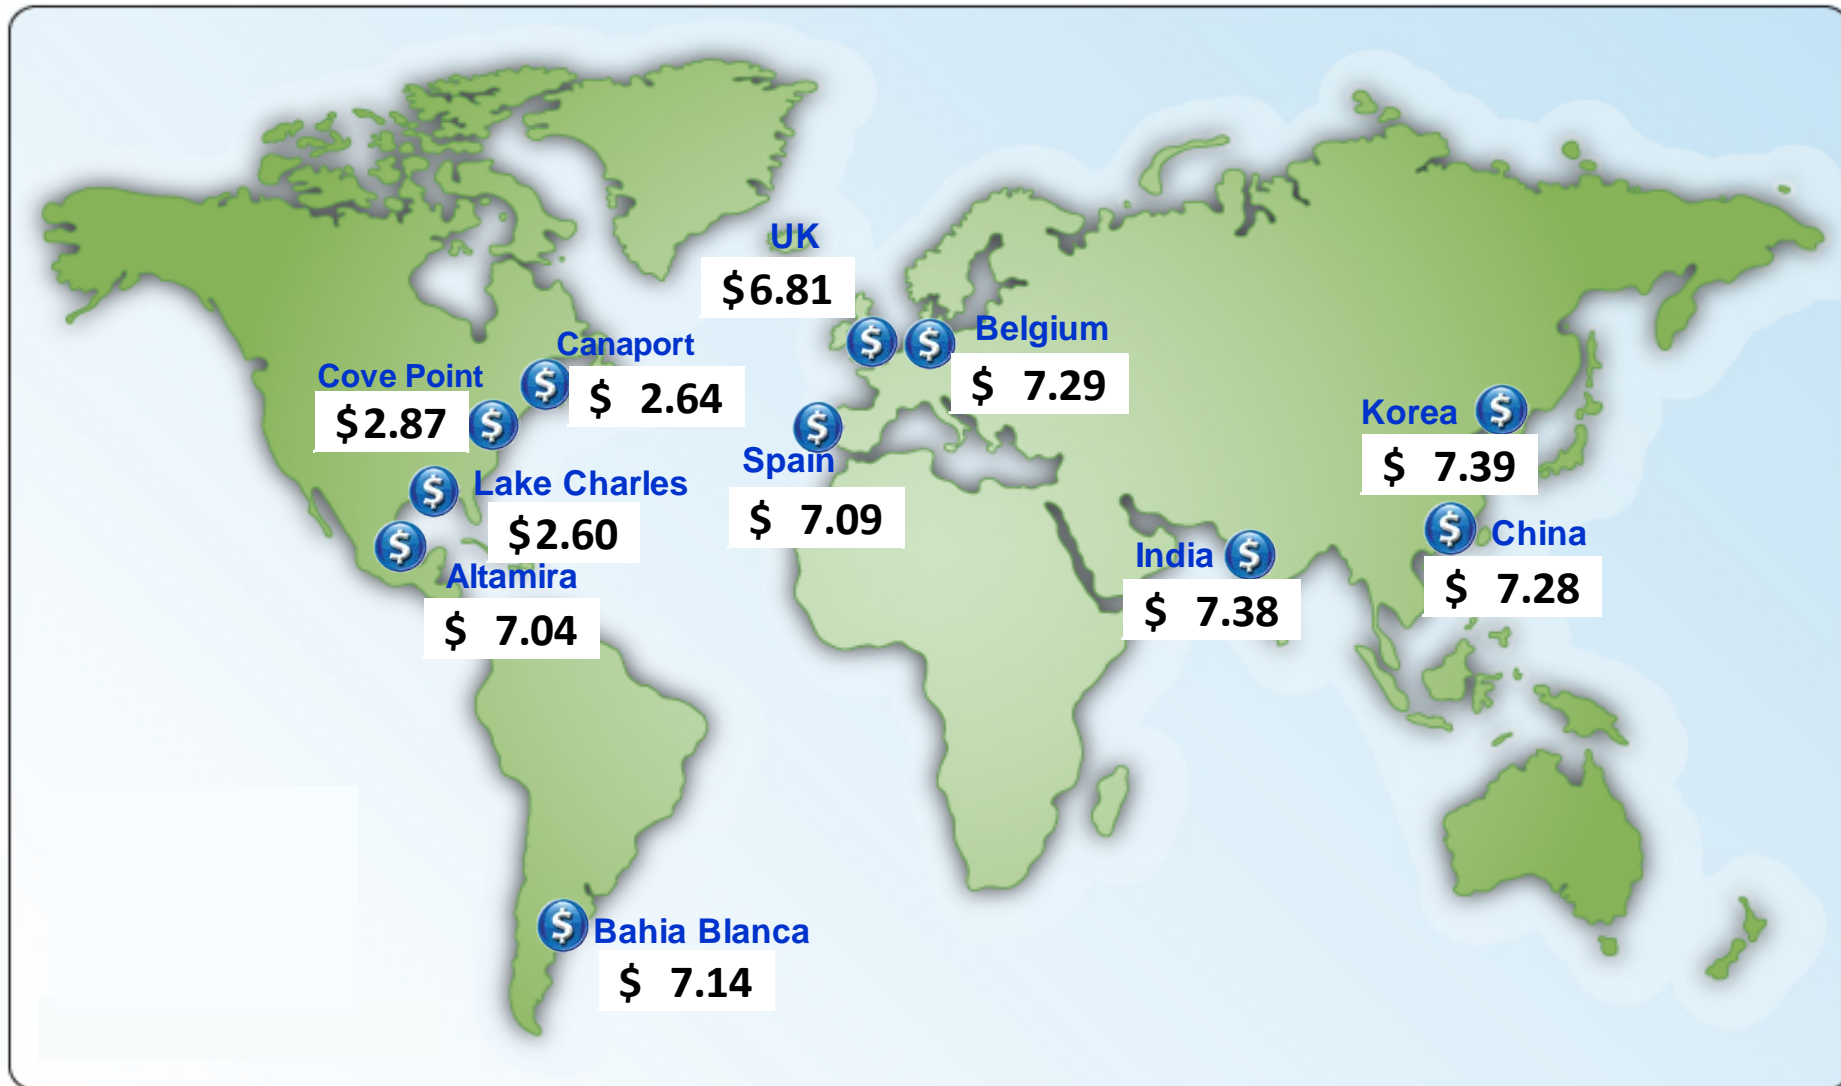 UK
$6.81
Belgium
$ 7.29
Canaport
$ 2.64
Cove Point
$2.87
Korea
$ 7.39
Spain
$ 7.09
Lake Charles
$2.60
China
$ 7.28
India
$ 7.38
Altamira
$ 7.04
Bahia Blanca
$ 7.14